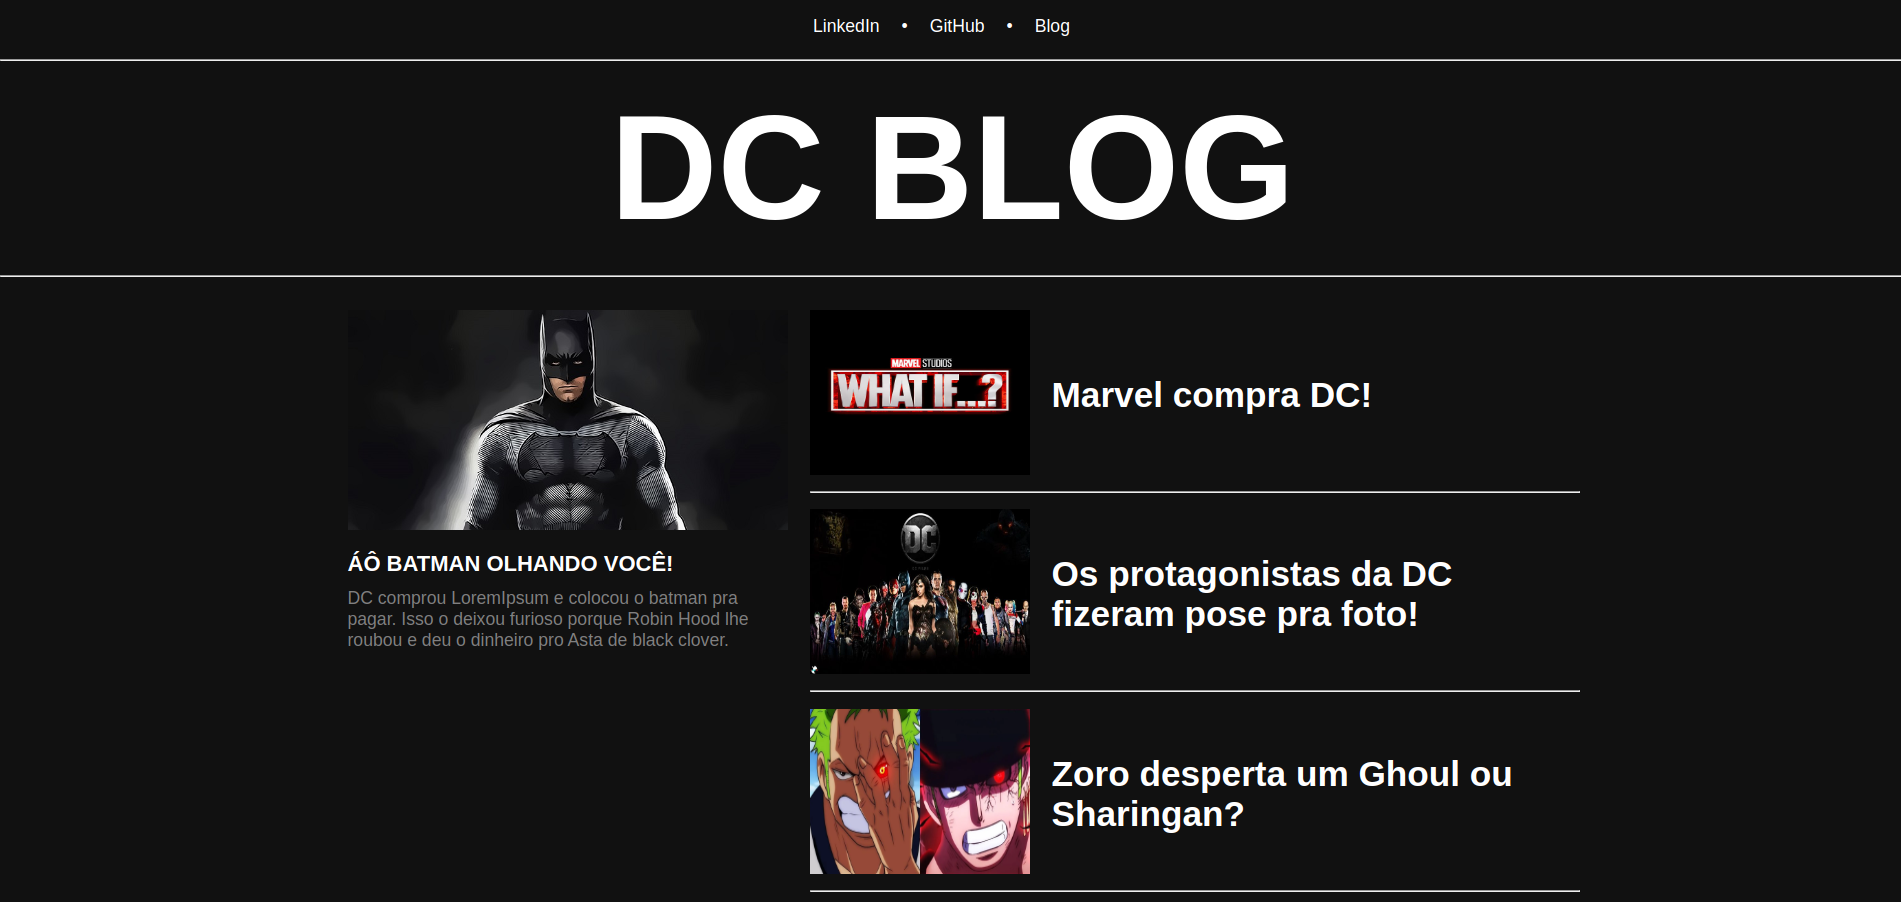 LinkedIn • GitHub • Blog
DC BLOG
ÁÔ BATMAN OLHANDO VOCÊ!
DC comprou LoremIpsum e colocou o batman pra
pagar. Isso o deixou furioso porque Robin Hood lhe
roubou e deu o dinheiro pro Asta de black clover.
MARVEL STUDIOS
WHAT IF...?
Marvel compra DC!
DC
Os protagonistas da DC
fizeram pose pra foto!
Zoro desperta um Ghoul ou
Sharingan?